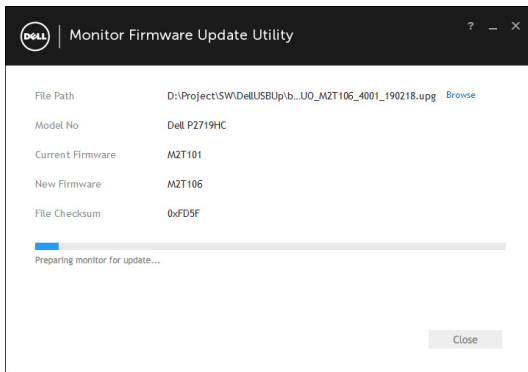 DELL Monitor Firmware Update Utility ? _ X
File Path D:\Project\SW\DellUSBUp\b...UO_M2T106_4001_190218.upg Browse
Model No Dell P2719HC
Current Firmware M2T101
New Firmware M2T106
File Checksum 0xFD5F
Preparing monitor for update...
Close